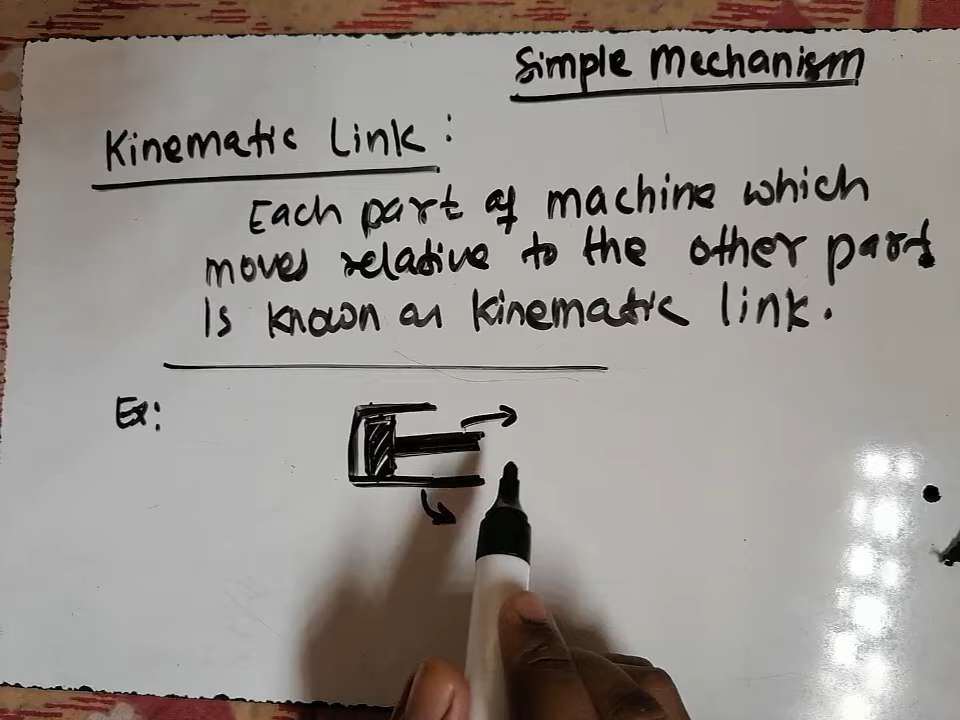 Simple Mechanism
Kinematic Link:
Each part of machine which
moves relative to the other part
is known as kinematic link.
Ex: